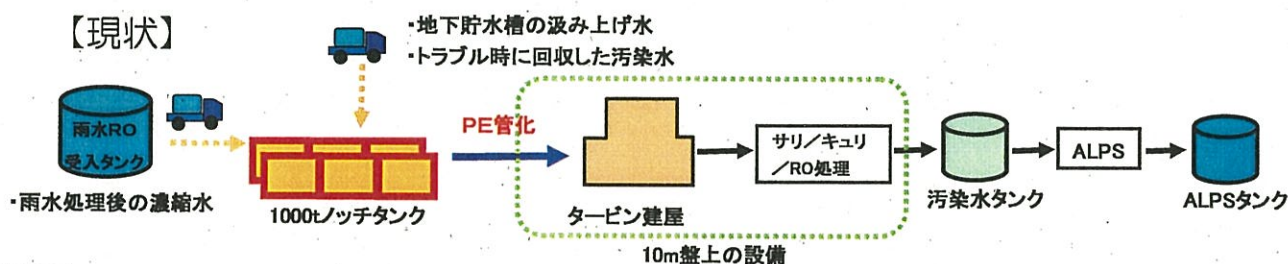 【現状】
・地下貯水槽の汲み上げ水
・トラブル時に回収した汚染水
雨水RO
受入タンク
・雨水処理後の濃縮水
1000tノッチタンク
PE管化
タービン建屋
サリ／キュリ
／RO処理
10m盤上の設備
汚染水タンク
ALPS
ALPSタンク